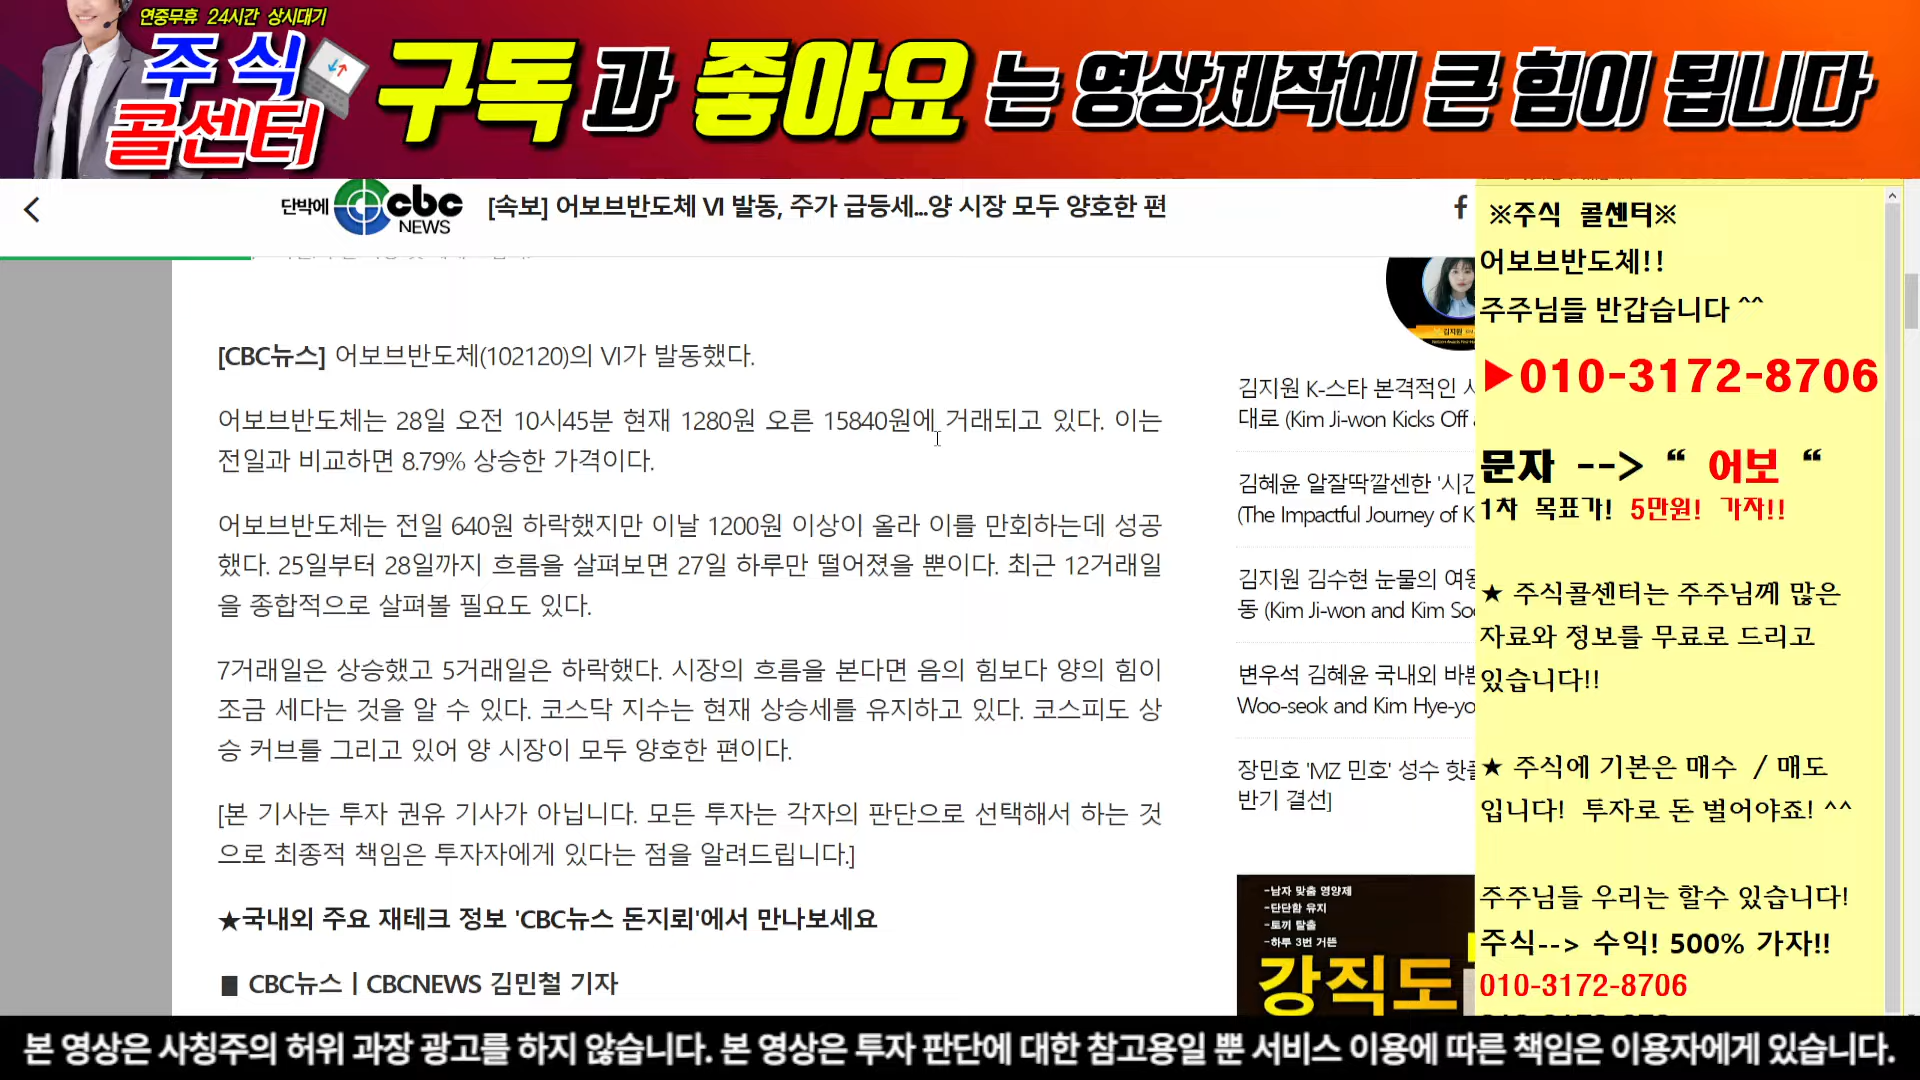 연중무휴 24시간 상시대기
주식
콜센터
구독과 좋아요는 영상제작에 큰 힘이 됩니다
단박에 cbc NEWS
[속보] 어보브반도체 VI 발동, 주가 급등세...양 시장 모두 양호한 편
f
[CBC뉴스] 어보브반도체(102120)의 VI가 발동했다.
어보브반도체는 28일 오전 10시45분 현재 1280원 오른 15840원에 거래되고 있다. 이는
전일과 비교하면 8.79% 상승한 가격이다.
어보브반도체는 전일 640원 하락했지만 이날 1200원 이상이 올라 이를 만회하는데 성공
했다. 25일부터 28일까지 흐름을 살펴보면 27일 하루만 떨어졌을 뿐이다. 최근 12거래일
을 종합적으로 살펴볼 필요도 있다.
7거래일은 상승했고 5거래일은 하락했다. 시장의 흐름을 본다면 음의 힘보다 양의 힘이
조금 세다는 것을 알 수 있다. 코스닥 지수는 현재 상승세를 유지하고 있다. 코스피도 상
승 커브를 그리고 있어 양 시장이 모두 양호한 편이다.
[본 기사는 투자 권유 기사가 아닙니다. 모든 투자는 각자의 판단으로 선택해서 하는 것
으로 최종적 책임은 투자자에게 있다는 점을 알려드립니다.]
★국내외 주요 재테크 정보 'CBC뉴스 돈지뢰'에서 만나보세요
■ CBC뉴스ㅣCBCNEWS 김민철 기자
김지원
김지원 K-스타 본격적인
대로 (Kim Ji-won Kicks Off
김혜윤 알잘딱깔센한 '시간
(The Impactful Journey of K
김지원 김수현 눈물의 여왕
동 (Kim Ji-won and Kim Soo
변우석 김혜윤 국내외 바쁜
Woo-seok and Kim Hye-yo
장민호 'MZ 민호' 성수 핫플
반기 결선]
-남자 맞춤 영양제
-단단함 유지
-토끼 탈출
-하루 3번 거뜬
강직도
※주식 콜센터※
어보브반도체!!
주주님들 반갑습니다 ^^
▶010-3172-8706
문자 --> “ 어보 “
1차 목표가! 5만원! 가자!!
★ 주식콜센터는 주주님께 많은
자료와 정보를 무료로 드리고
있습니다!!
★ 주식에 기본은 매수 / 매도
입니다! 투자로 돈 벌어야죠! ^^
주주님들 우리는 할수 있습니다!
주식--> 수익! 500% 가자!!
010-3172-8706
본 영상은 사칭주의 허위 과장 광고를 하지 않습니다. 본 영상은 투자 판단에 대한 참고용일 뿐 서비스 이용에 따른 책임은 이용자에게 있습니다.